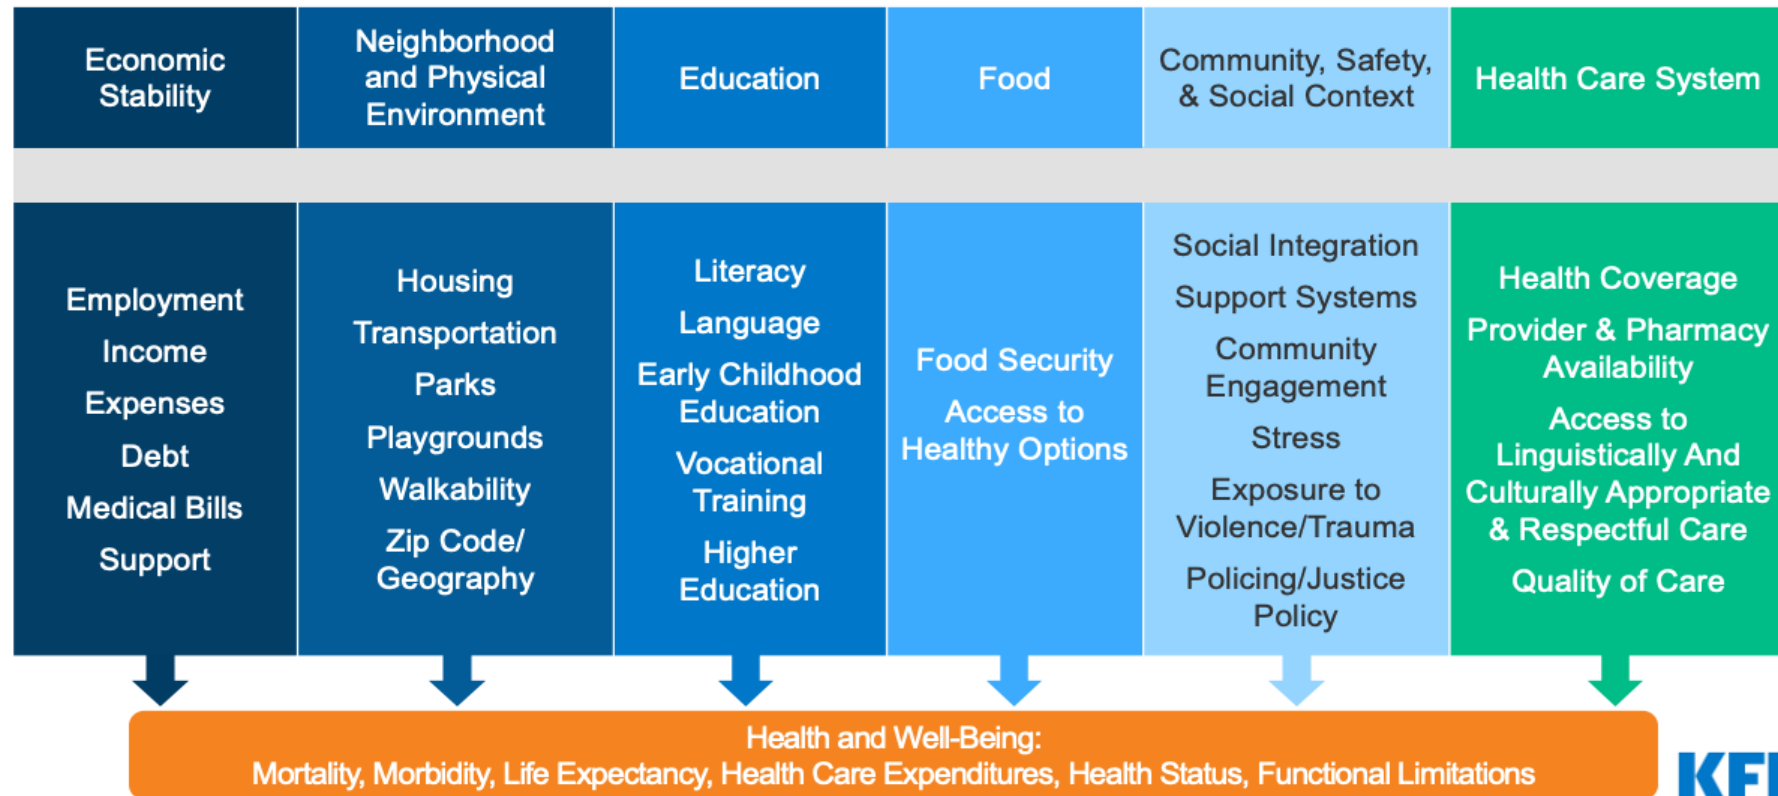 Economic
Stability
Neighborhood
and Physical
Environment
Education
Food
Community, Safety,
& Social Context
Health Care System
Employment
Income
Expenses
Debt
Medical Bills
Support
Housing
Transportation
Parks
Playgrounds
Walkability
Zip Code/
Geography
Literacy
Language
Early Childhood
Education
Vocational
Training
Higher
Education
Food Security
Access to
Healthy Options
Social Integration
Support Systems
Community
Engagement
Stress
Exposure to
Violence/Trauma
Policing/Justice
Policy
Health Coverage
Provider & Pharmacy
Availability
Access to
Linguistically And
Culturally Appropriate
& Respectful Care
Quality of Care
Health and Well-Being:
Mortality, Morbidity, Life Expectancy, Health Care Expenditures, Health Status, Functional Limitations